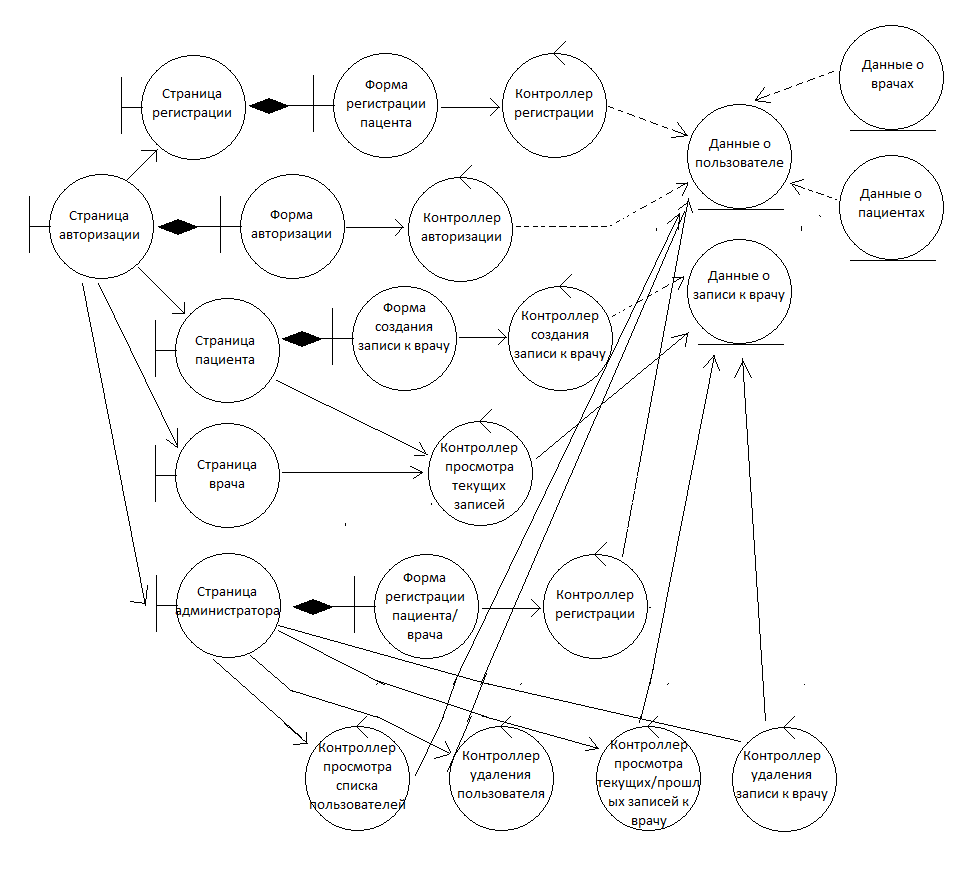 Страница
регистрации
Форма
регистрации
пацента
Контроллер
регистрации
Данные о
врачах
Данные о
пользователе
Страница
авторизации
Форма
авторизации
Контроллер
авторизации
Данные о
пациентах
Данные о
записи к врачу
Страница
пациента
Форма
создания
записи к врачу
Контроллер
создания
записи к врачу
Страница
врача
Контроллер
просмотра
текущих
записей
Страница
администратора
Форма
регистрации
пациента/
врача
Контроллер
регистрации
Контроллер
просмотра
списка
пользователей
Контроллер
удаления
пользователя
Контроллер
просмотра
текущих/прошл
ых записей к
врачу
Контроллер
удаления
записи к врачу